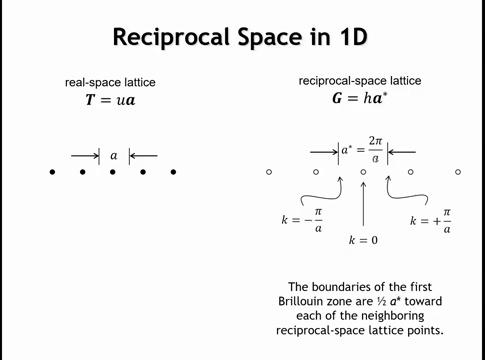 Reciprocal Space in 1D
real-space lattice
T = ua
reciprocal-space lattice
G = ha*
a
a* = 2π/a
k = −π/a
k = 0
k = +π/a
The boundaries of the first
Brillouin zone are ½ a* toward
each of the neighboring
reciprocal-space lattice points.